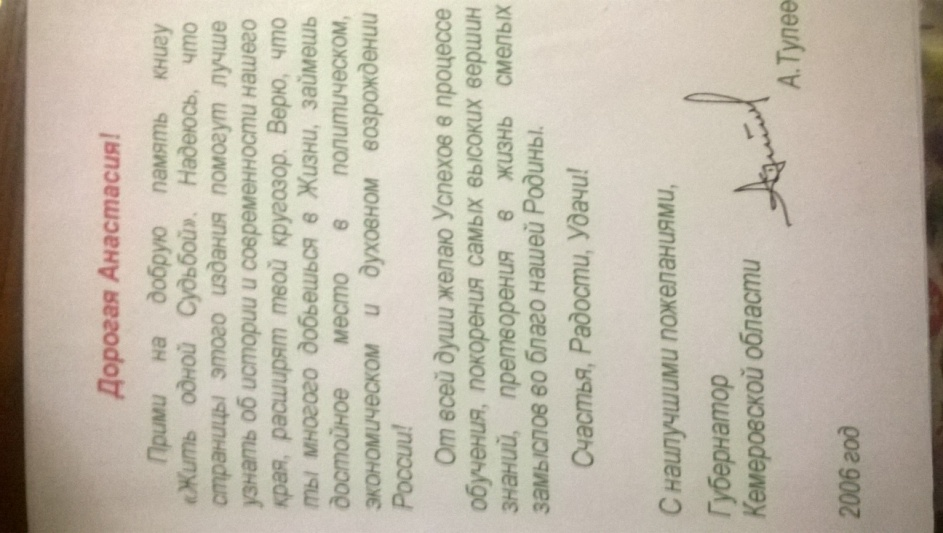 Дорогая Анастасия!
Прими на добрую память книгу
«Жить одной Судьбой». Надеюсь, что
страницы этого издания помогут лучше
узнать об истории и современности нашего
края, расширят твой кругозор. Верю, что
ты многого добьешься в Жизни, займешь
достойное место в политическом,
экономическом и духовном возрождении
России!
От всей души желаю Успехов в процессе
обучения, покорения самых высоких вершин
знаний, претворения в жизнь смелых
замыслов во благо нашей Родины.
Счастья, Радости, Удачи!
С наилучшими пожеланиями,
Губернатор
Кемеровской области
А.Тулее
2006 год